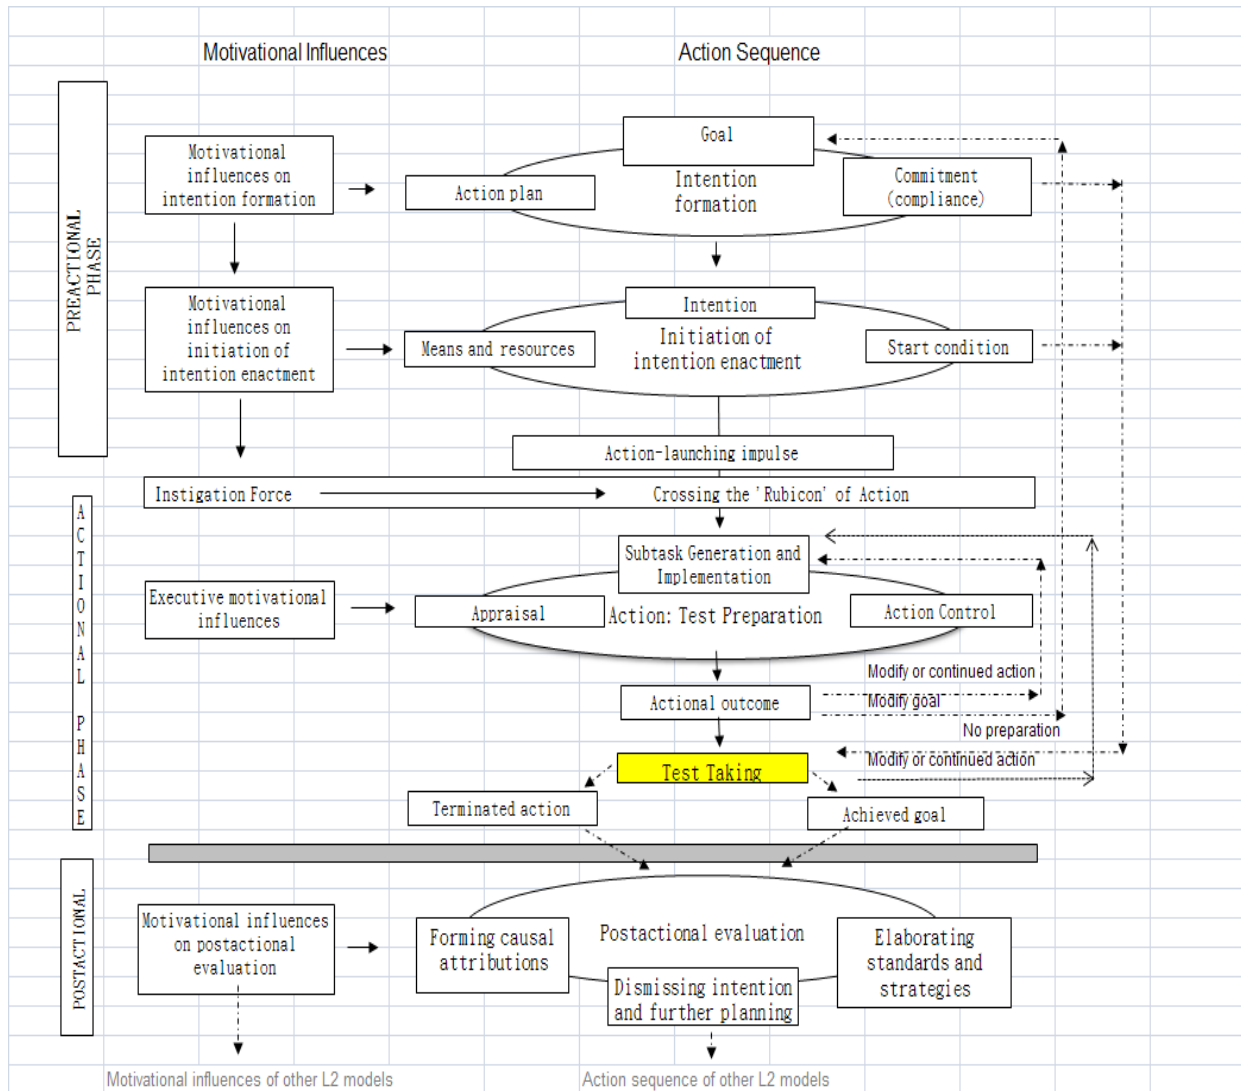 Motivational Influences
Action Sequence
PREACTIONAL
PHASE
Motivational
influences on
intention formation
Goal
Action plan
Intention
formation
Commitment
(compliance)
Motivational
influences on
initiation of
intention enactment
Intention
Means and resources
Initiation of
intention enactment
Start condition
Action-launching impulse
Instigation Force
Crossing the 'Rubicon' of Action
ACTIONAL PHASE
Subtask Generation and
Implementation
Executive motivational
influences
Appraisal
Action: Test Preparation
Action Control
Modify or continued action
Actional outcome
Modify goal
No preparation
Test Taking
Modify or continued action
Terminated action
Achieved goal
POSTACTIONAL
Motivational influences
on postactional
evaluation
Forming causal
attributions
Postactional evaluation
Elaborating
standards and
strategies
Dismissing intention
and further planning
Motivational influences of other L2 models
Action sequence of other L2 models